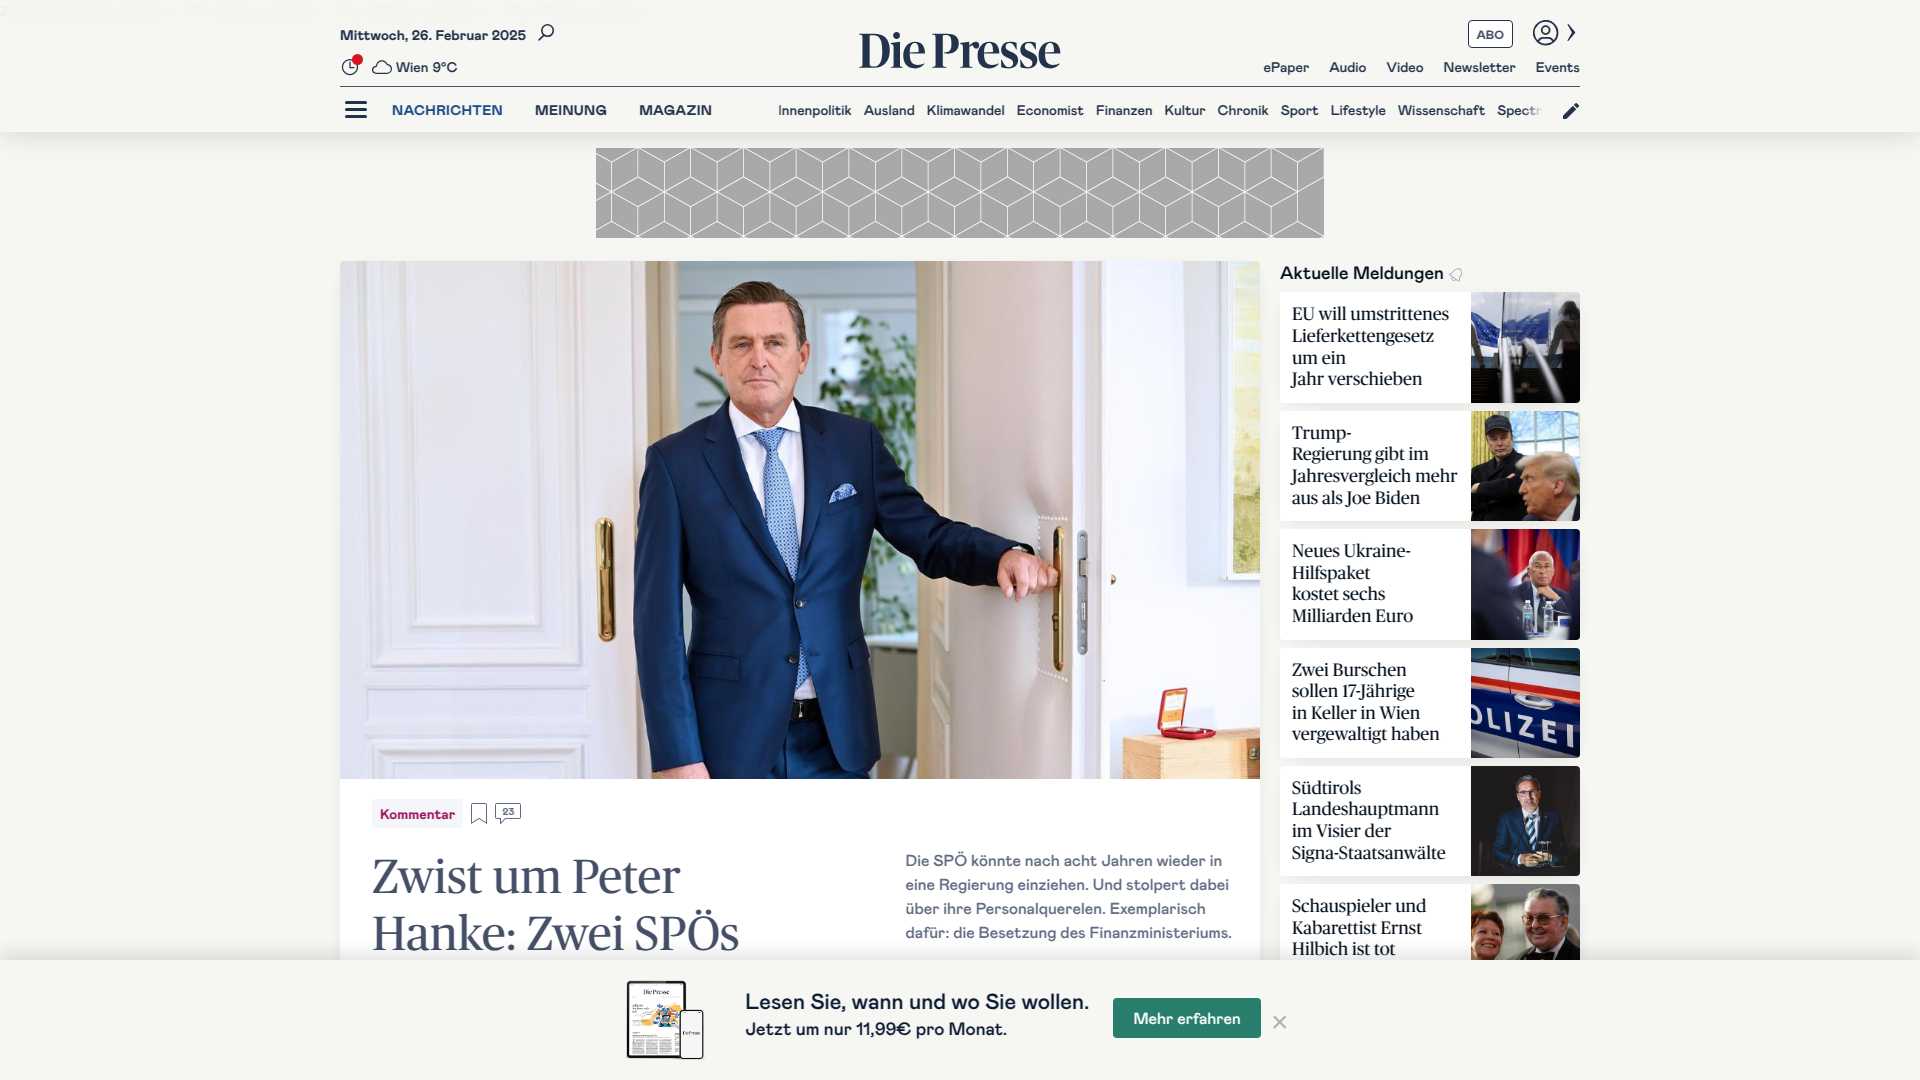 Mittwoch, 26. Februar 2025
Wien 9°C
Die Presse
ABO
ePaper Audio Video Newsletter Events
NACHRICHTEN MEINUNG MAGAZIN
Innenpolitik Ausland Klimawandel Economist Finanzen Kultur Chronik Sport Lifestyle Wissenschaft Spectr
Kommentar
23
Zwist um Peter
Hanke: Zwei SPÖs
Die SPÖ könnte nach acht Jahren wieder in
eine Regierung einziehen. Und stolpert dabei
über ihre Personalquerelen. Exemplarisch
dafür: die Besetzung des Finanzministeriums.
Aktuelle Meldungen
EU will umstrittenes
Lieferkettengesetz
um ein
Jahr verschieben
Trump-
Regierung gibt im
Jahresvergleich mehr
aus als Joe Biden
Neues Ukraine-
Hilfspaket
kostet sechs
Milliarden Euro
Zwei Burschen
sollen 17-Jährige
in Keller in Wien
vergewaltigt haben
OLIZEI
Südtirols
Landeshauptmann
im Visier der
Signa-Staatsanwälte
Schauspieler und
Kabarettist Ernst
Hilbich ist tot
Die Presse
Die Presse
Lesen Sie, wann und wo Sie wollen.
Jetzt um nur 11,99€ pro Monat.
Mehr erfahren